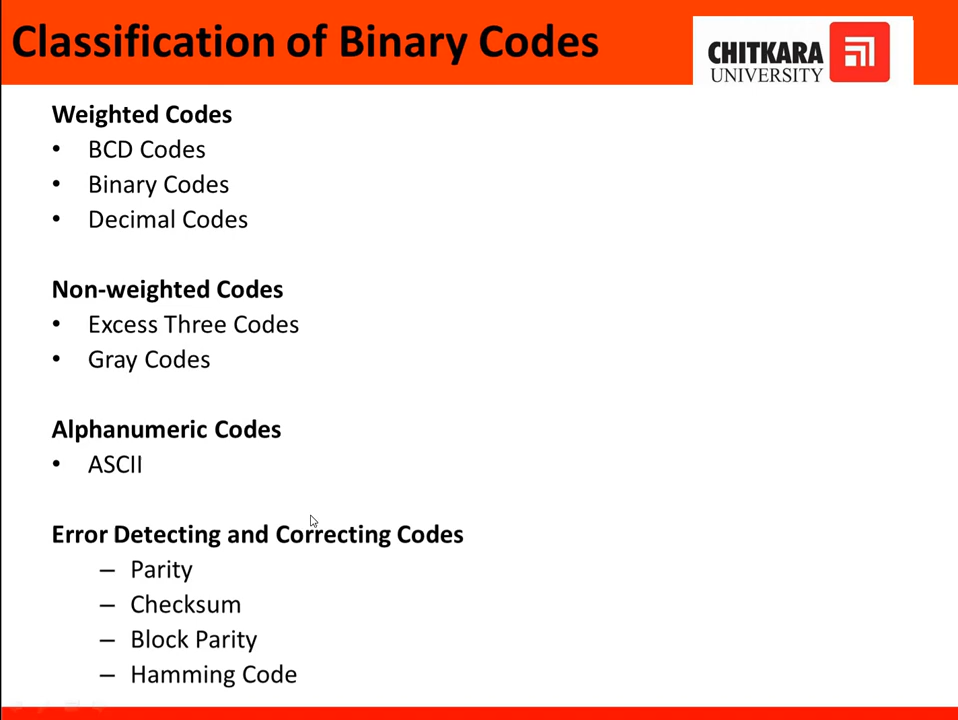 Classification of Binary Codes
CHITKARA
UNIVERSITY
Weighted Codes
• BCD Codes
• Binary Codes
• Decimal Codes
Non-weighted Codes
• Excess Three Codes
• Gray Codes
Alphanumeric Codes
• ASCII
Error Detecting and Correcting Codes
– Parity
– Checksum
– Block Parity
– Hamming Code